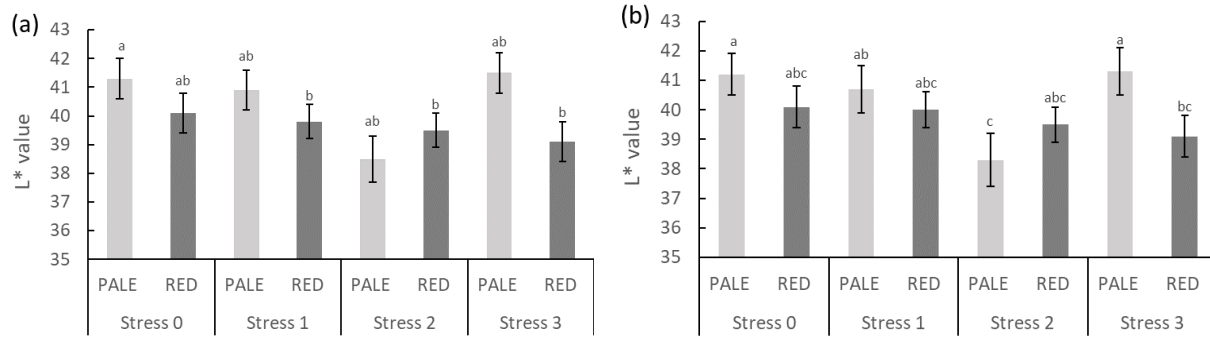 (a)
L* value
43
42
41
40
39
38
37
36
35
a ab ab b ab b ab b
PALE RED PALE RED PALE RED PALE RED
Stress 0 Stress 1 Stress 2 Stress 3
(b)
L* value
43
42
41
40
39
38
37
36
35
a abc ab abc c abc a bc
PALE RED PALE RED PALE RED PALE RED
Stress 0 Stress 1 Stress 2 Stress 3